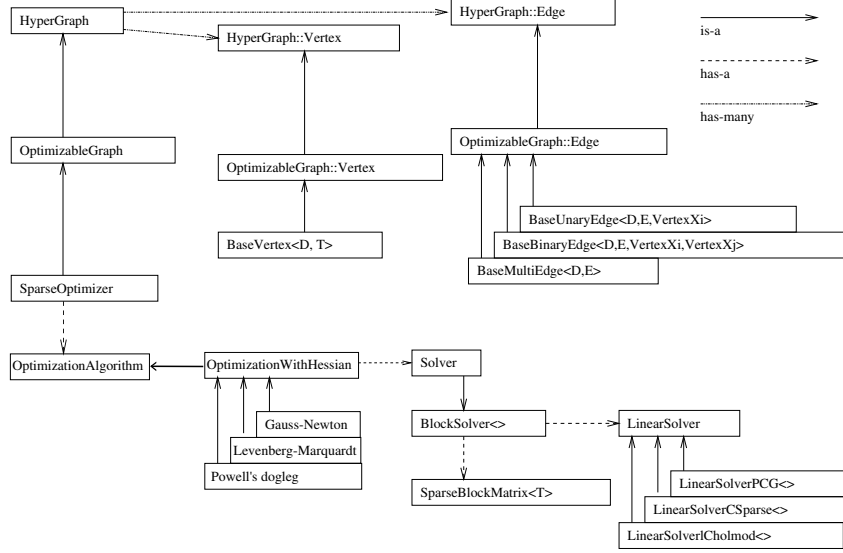 HyperGraph
HyperGraph::Edge
HyperGraph::Vertex
is-a
has-a
has-many
OptimizableGraph
OptimizableGraph::Edge
OptimizableGraph::Vertex
BaseUnaryEdge<D,E,VertexXi>
BaseVertex<D, T>
BaseBinaryEdge<D,E,VertexXi,VertexXj>
BaseMultiEdge<D,E>
SparseOptimizer
OptimizationAlgorithm
OptimizationWithHessian
Solver
Gauss-Newton
BlockSolver<>
LinearSolver
Levenberg-Marquardt
Powell's dogleg
SparseBlockMatrix<T>
LinearSolverPCG<>
LinearSolverCSparse<>
LinearSolverlCholmod<>